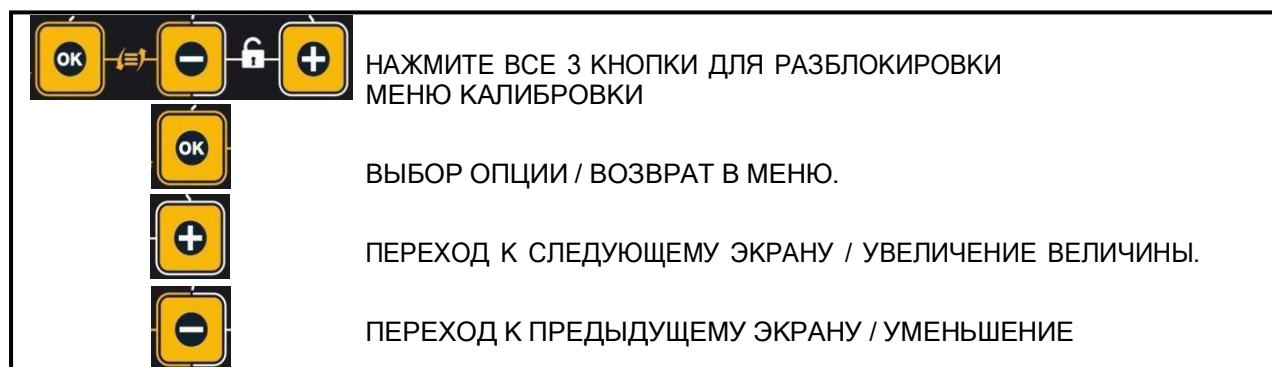 OK
НАЖМИТЕ ВСЕ 3 КНОПКИ ДЛЯ РАЗБЛОКИРОВКИ
МЕНЮ КАЛИБРОВКИ
OK
ВЫБОР ОПЦИИ / ВОЗВРАТ В МЕНЮ.
ПЕРЕХОД К СЛЕДУЮЩЕМУ ЭКРАНУ / УВЕЛИЧЕНИЕ ВЕЛИЧИНЫ.
ПЕРЕХОД К ПРЕДЫДУЩЕМУ ЭКРАНУ / УМЕНЬШЕНИЕ